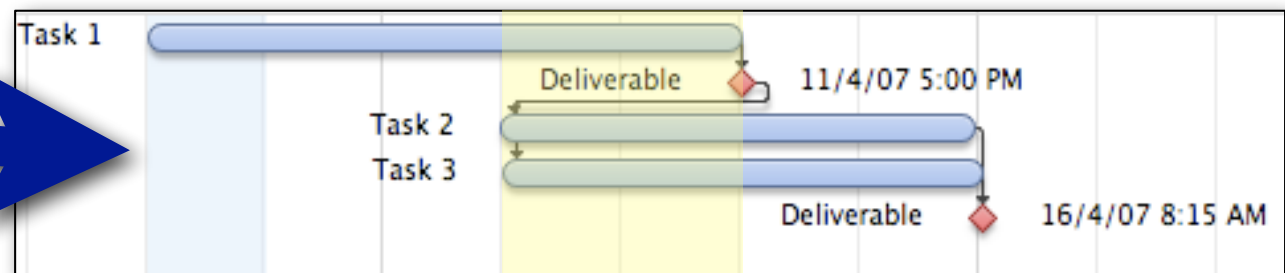 Task 1
Deliverable 11/4/07 5:00 PM
Task 2
Task 3
Deliverable 16/4/07 8:15 AM